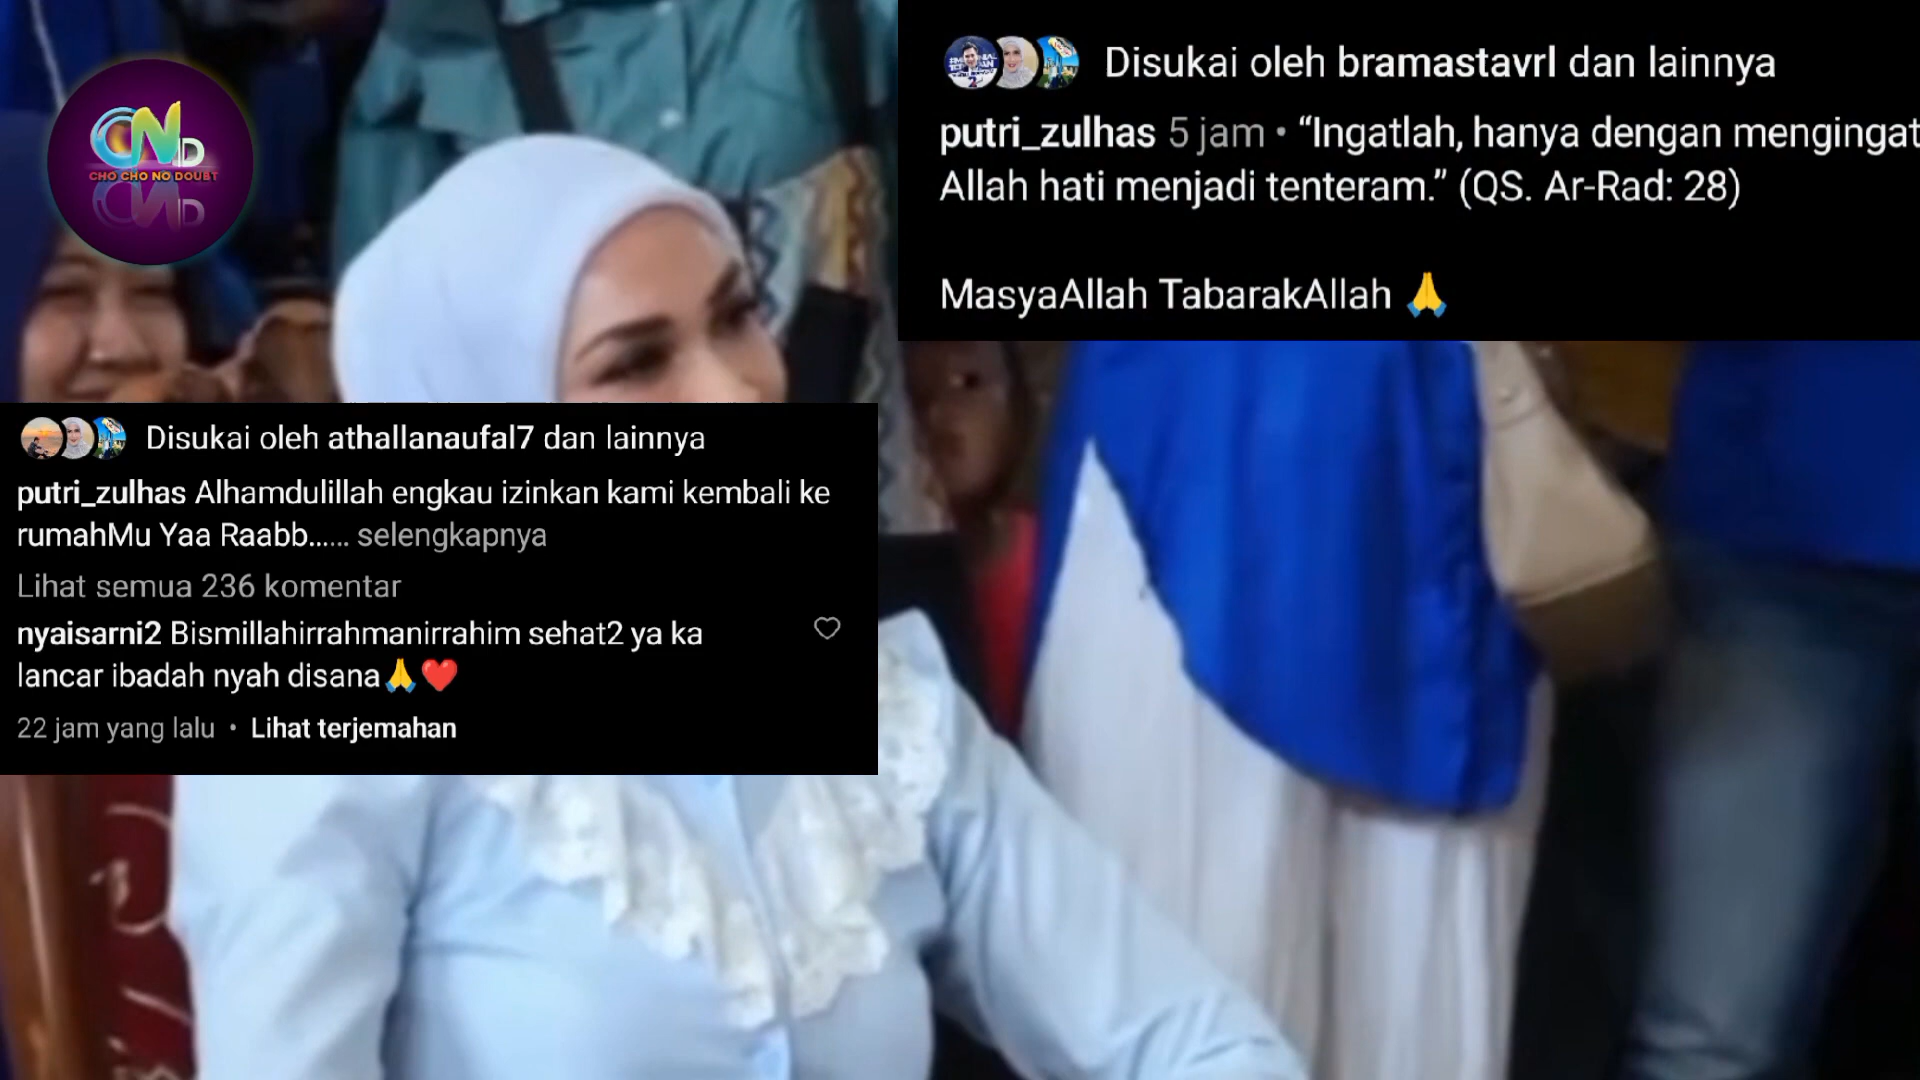 CND
CHO CHO NO DOUBT
Disukai oleh bramastavrl dan lainnya
putri_zulhas 5 jam • “Ingatlah, hanya dengan mengingat
Allah hati menjadi tenteram.” (QS. Ar-Rad: 28)
MasyaAllah TabarakAllah 🙏
Disukai oleh athallanaufal7 dan lainnya
putri_zulhas Alhamdulillah engkau izinkan kami kembali ke
rumahMu Yaa Raabb...... selengkapnya
Lihat semua 236 komentar
nyaisarni2 Bismillahirrahmanirrahim sehat2 ya ka
lancar ibadah nyah disana🙏❤️
22 jam yang lalu • Lihat terjemahan